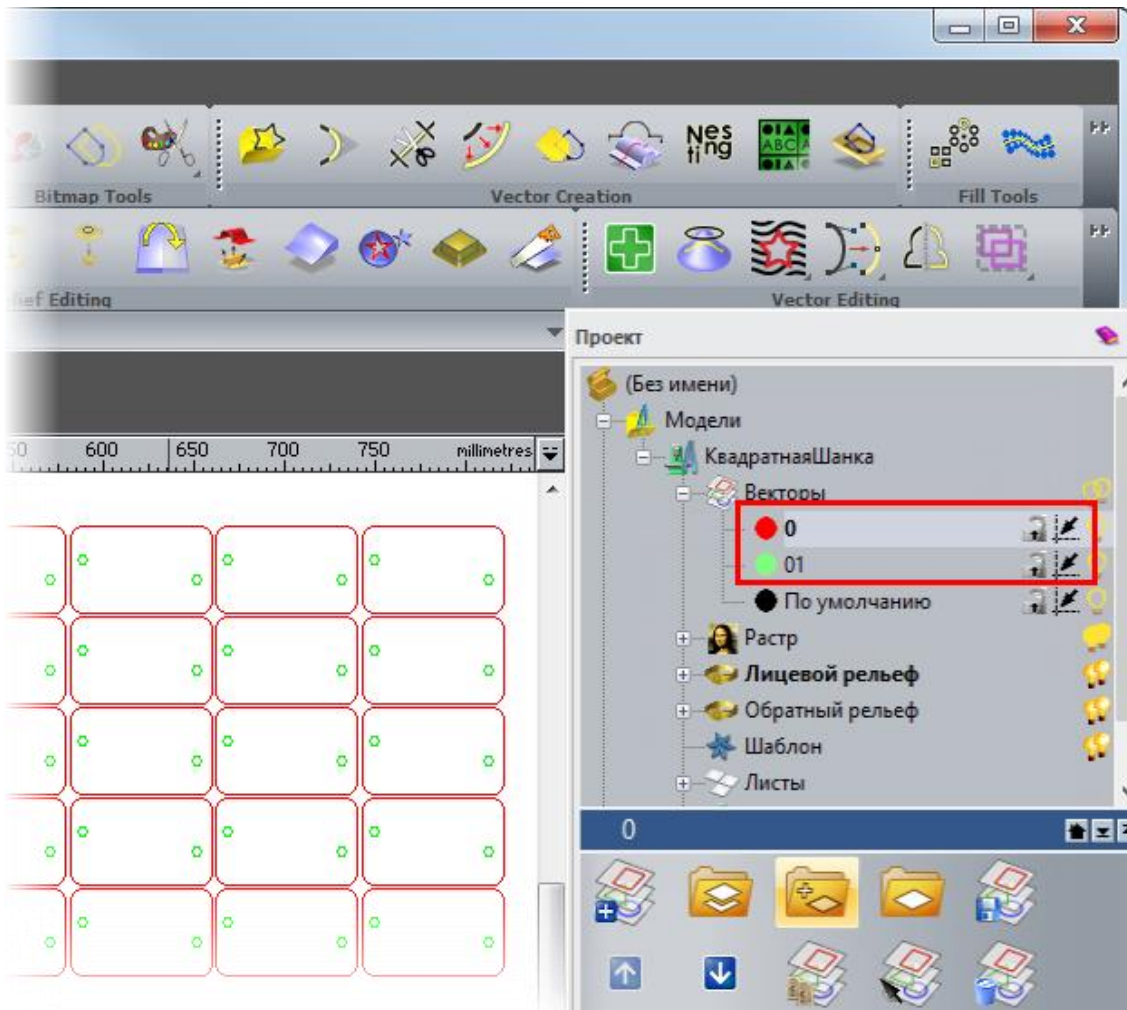 Nes
ting
ABC
Bitmap Tools
Vector Creation
Fill Tools
Editing
Vector Editing
Проект
(Без имени)
Модели
КвадратнаяШанка
Векторы
0
01
По умолчанию
Растр
Лицевой рельеф
Обратный рельеф
Шаблон
Листы
600 650 700 750 millimetres
0